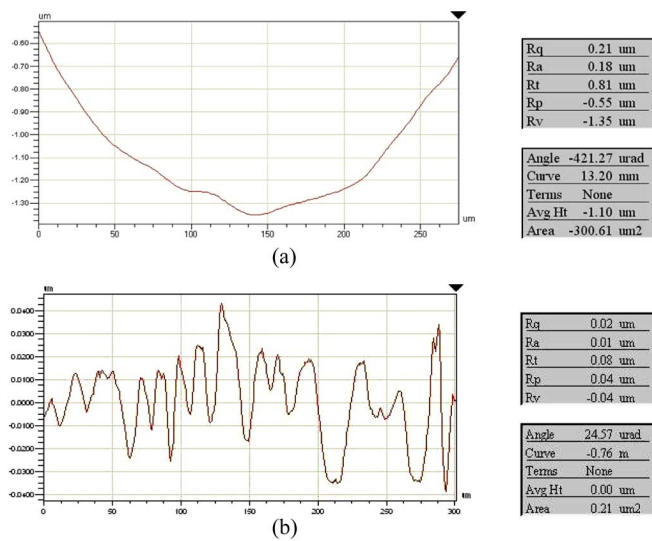 (a)
um
-0.60
-0.70
-0.80
-0.90
-1.00
-1.10
-1.20
-1.30
0 50 100 150 200 250
um
Rq 0.21 um
Ra 0.18 um
Rt 0.81 um
Rp -0.55 um
Rv -1.35 um
Angle -421.27 urad
Curve 13.20 mm
Terms None
Avg Ht -1.10 um
Area -300.61 um2
(a)
um
0.0400
0.0300
0.0200
0.0100
0.0000
-0.0100
-0.0200
-0.0300
-0.0400
0 50 100 150 200 250 300
um
Rq 0.02 um
Ra 0.01 um
Rt 0.08 um
Rp 0.04 um
Rv -0.04 um
Angle 24.57 urad
Curve -0.76 m
Terms None
Avg Ht 0.00 um
Area 0.21 um2
(b)